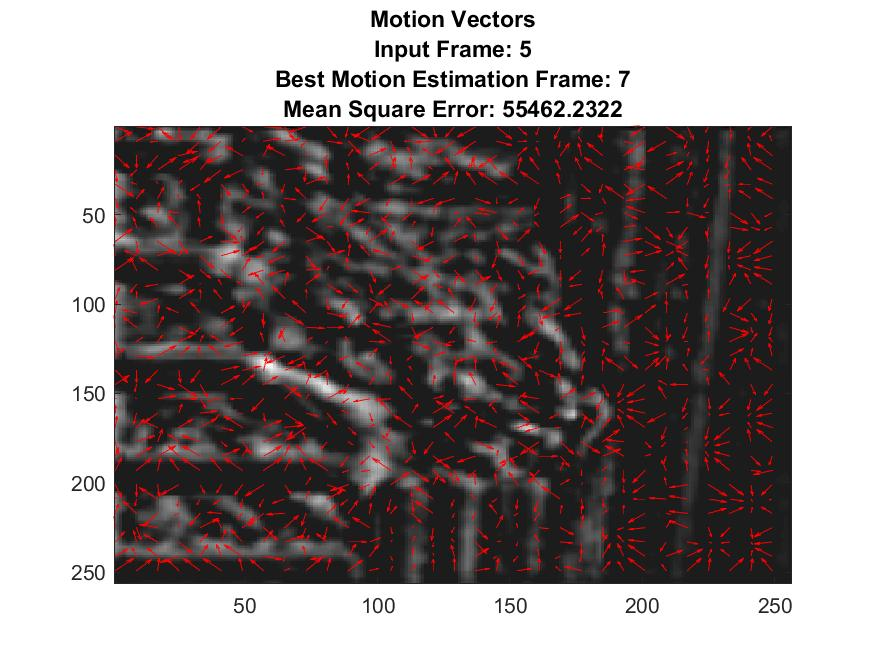 Motion Vectors
Input Frame: 5
Best Motion Estimation Frame: 7
Mean Square Error: 55462.2322
50
100
150
200
250
50 100 150 200 250